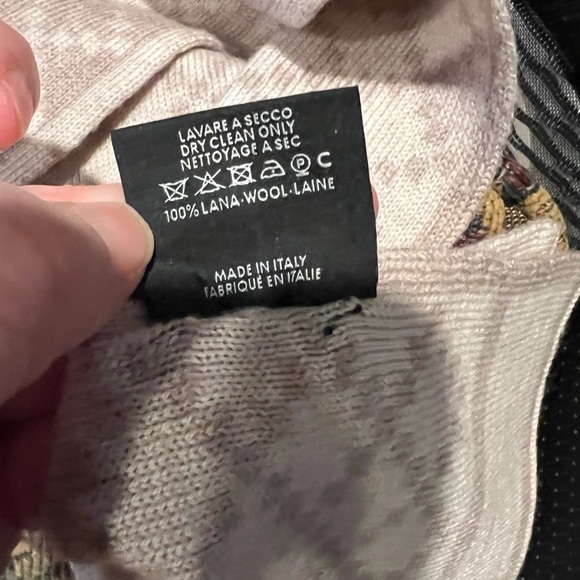 LAVARE A SECCO
DRY CLEAN ONLY
NETTOYAGE A SEC
P C
100% LANA·WOOL·LAINE
MADE IN ITALY
FABRIQUÉ EN ITALIE